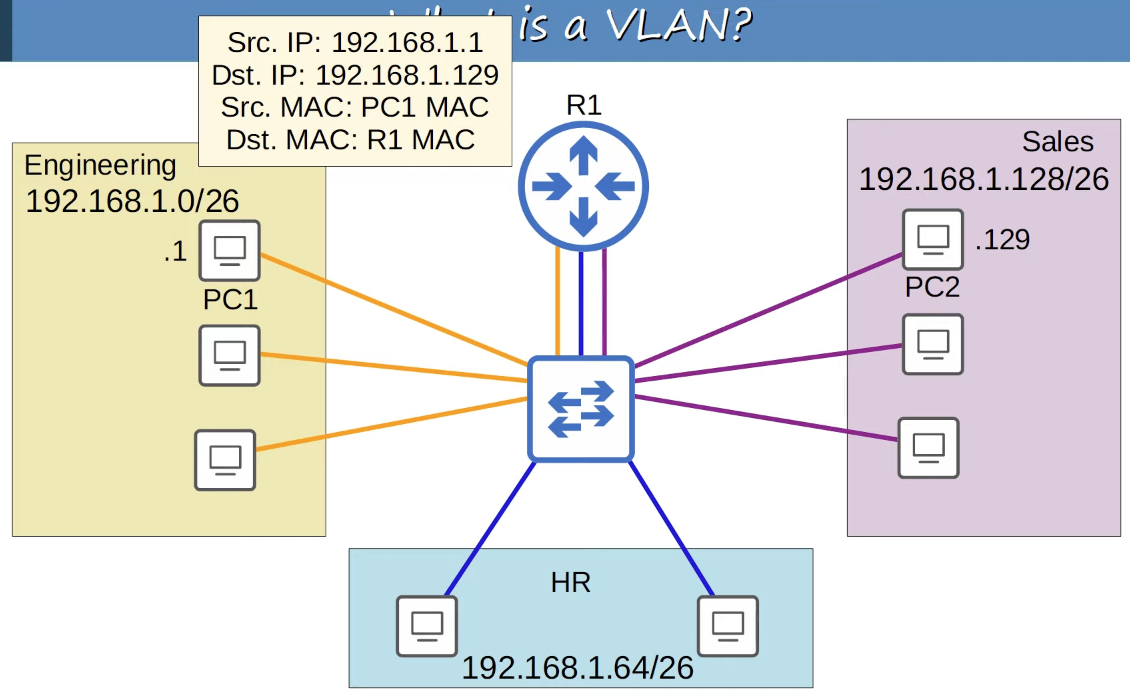 is a VLAN?
Src. IP: 192.168.1.1
Dst. IP: 192.168.1.129
Src. MAC: PC1 MAC
Dst. MAC: R1 MAC
R1
Engineering
192.168.1.0/26
.1
PC1
Sales
192.168.1.128/26
.129
PC2
HR
192.168.1.64/26